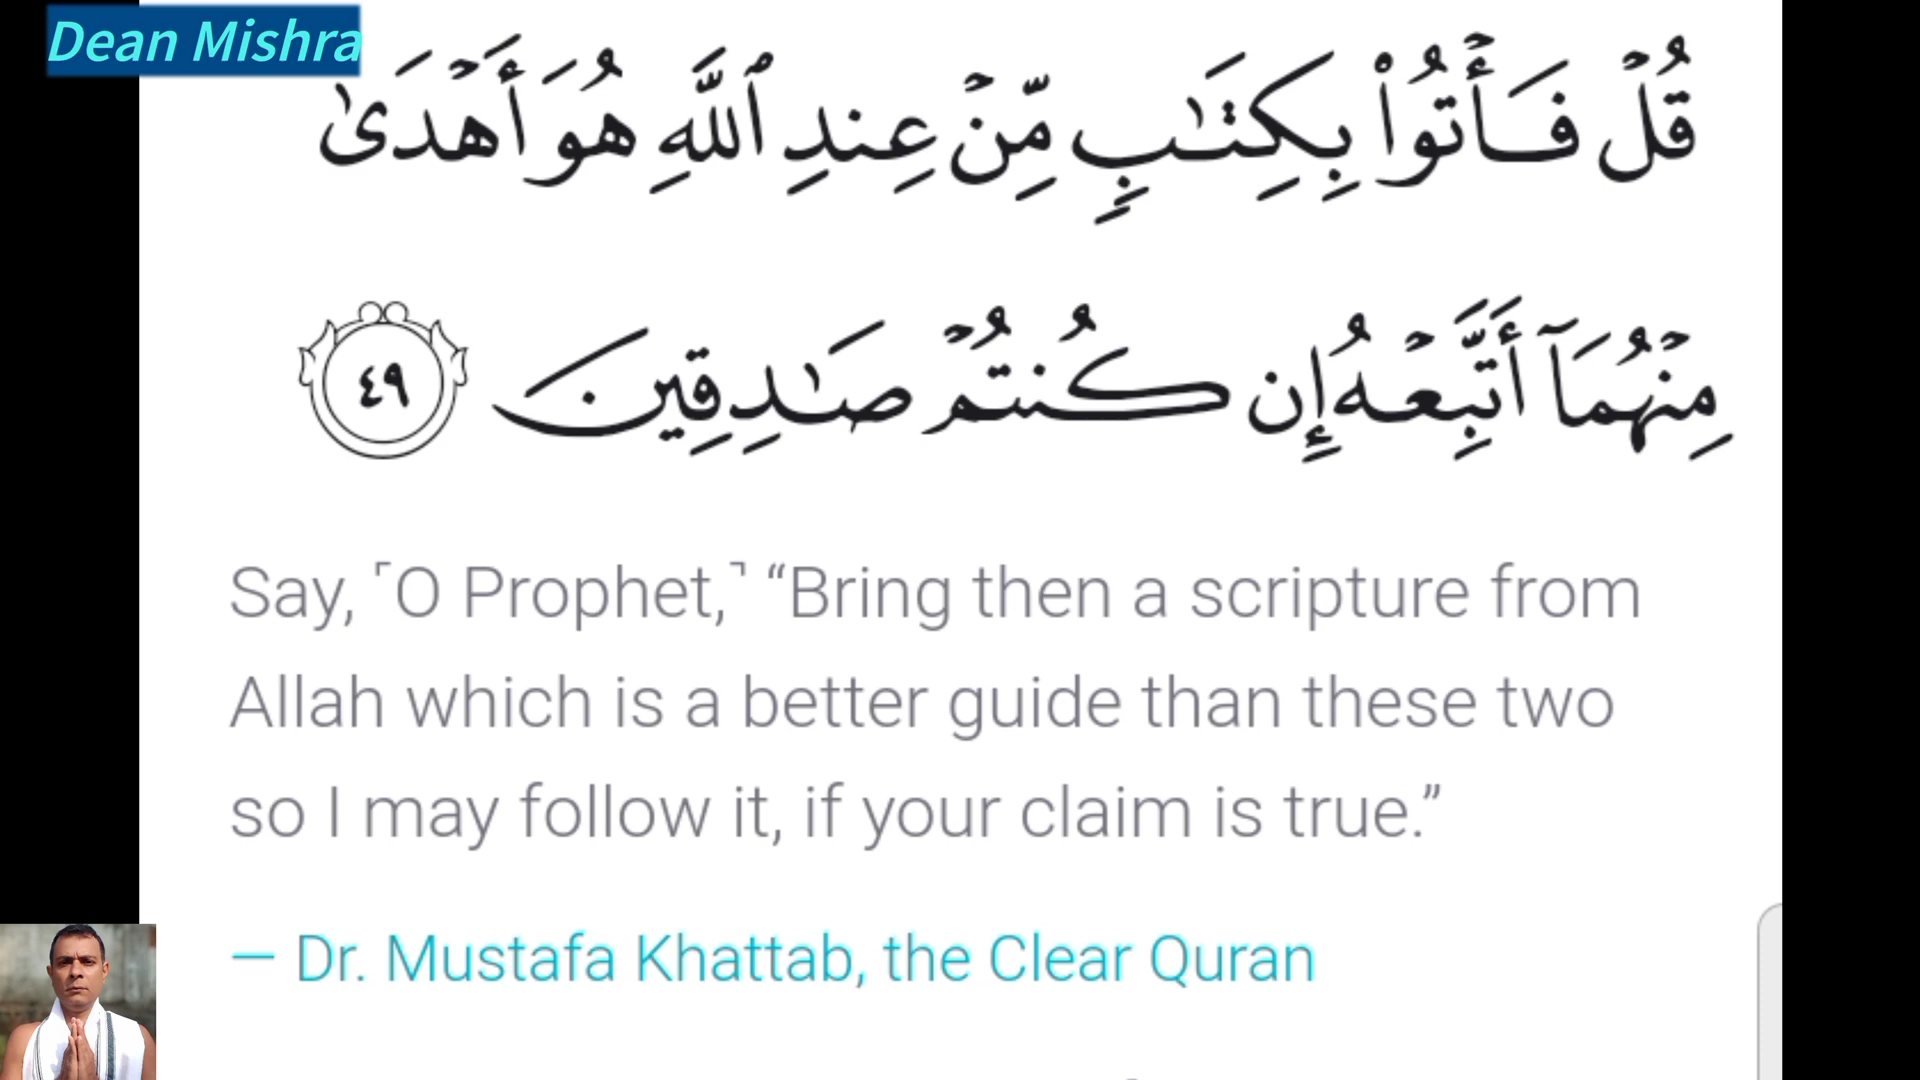 Dean Mishra
قُلۡ فَأۡتُواْ بِكِتَٰبٖ مِّنۡ عِندِ ٱللَّهِ هُوَ أَهۡدَىٰ
مِنۡهُمَآ أَتَّبِعۡهُ إِن كُنتُمۡ صَٰدِقِينَ ٤٩
Say, ˹O Prophet,˺ “Bring then a scripture from
Allah which is a better guide than these two
so I may follow it, if your claim is true.”
— Dr. Mustafa Khattab, the Clear Quran